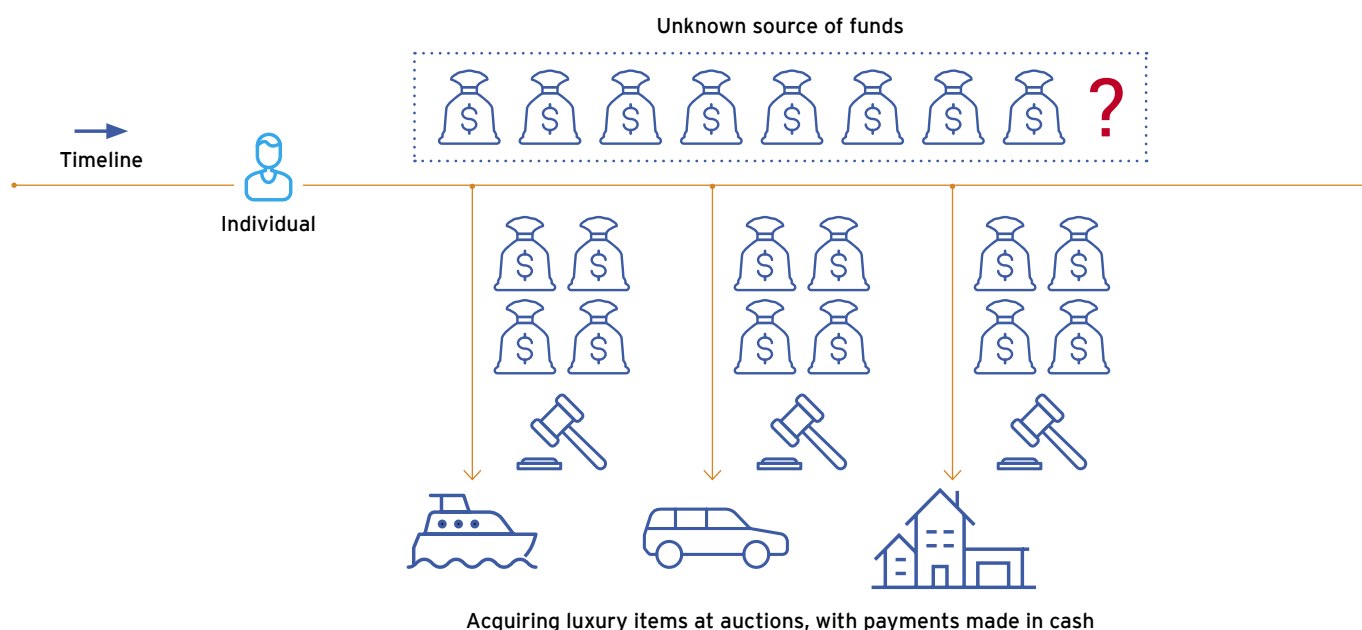 Unknown source of funds
$ $ $ $ $ $ $ $ ?
Timeline
Individual
$ $ $ $ $ $
$ $ $ $ $ $
Acquiring luxury items at auctions, with payments made in cash